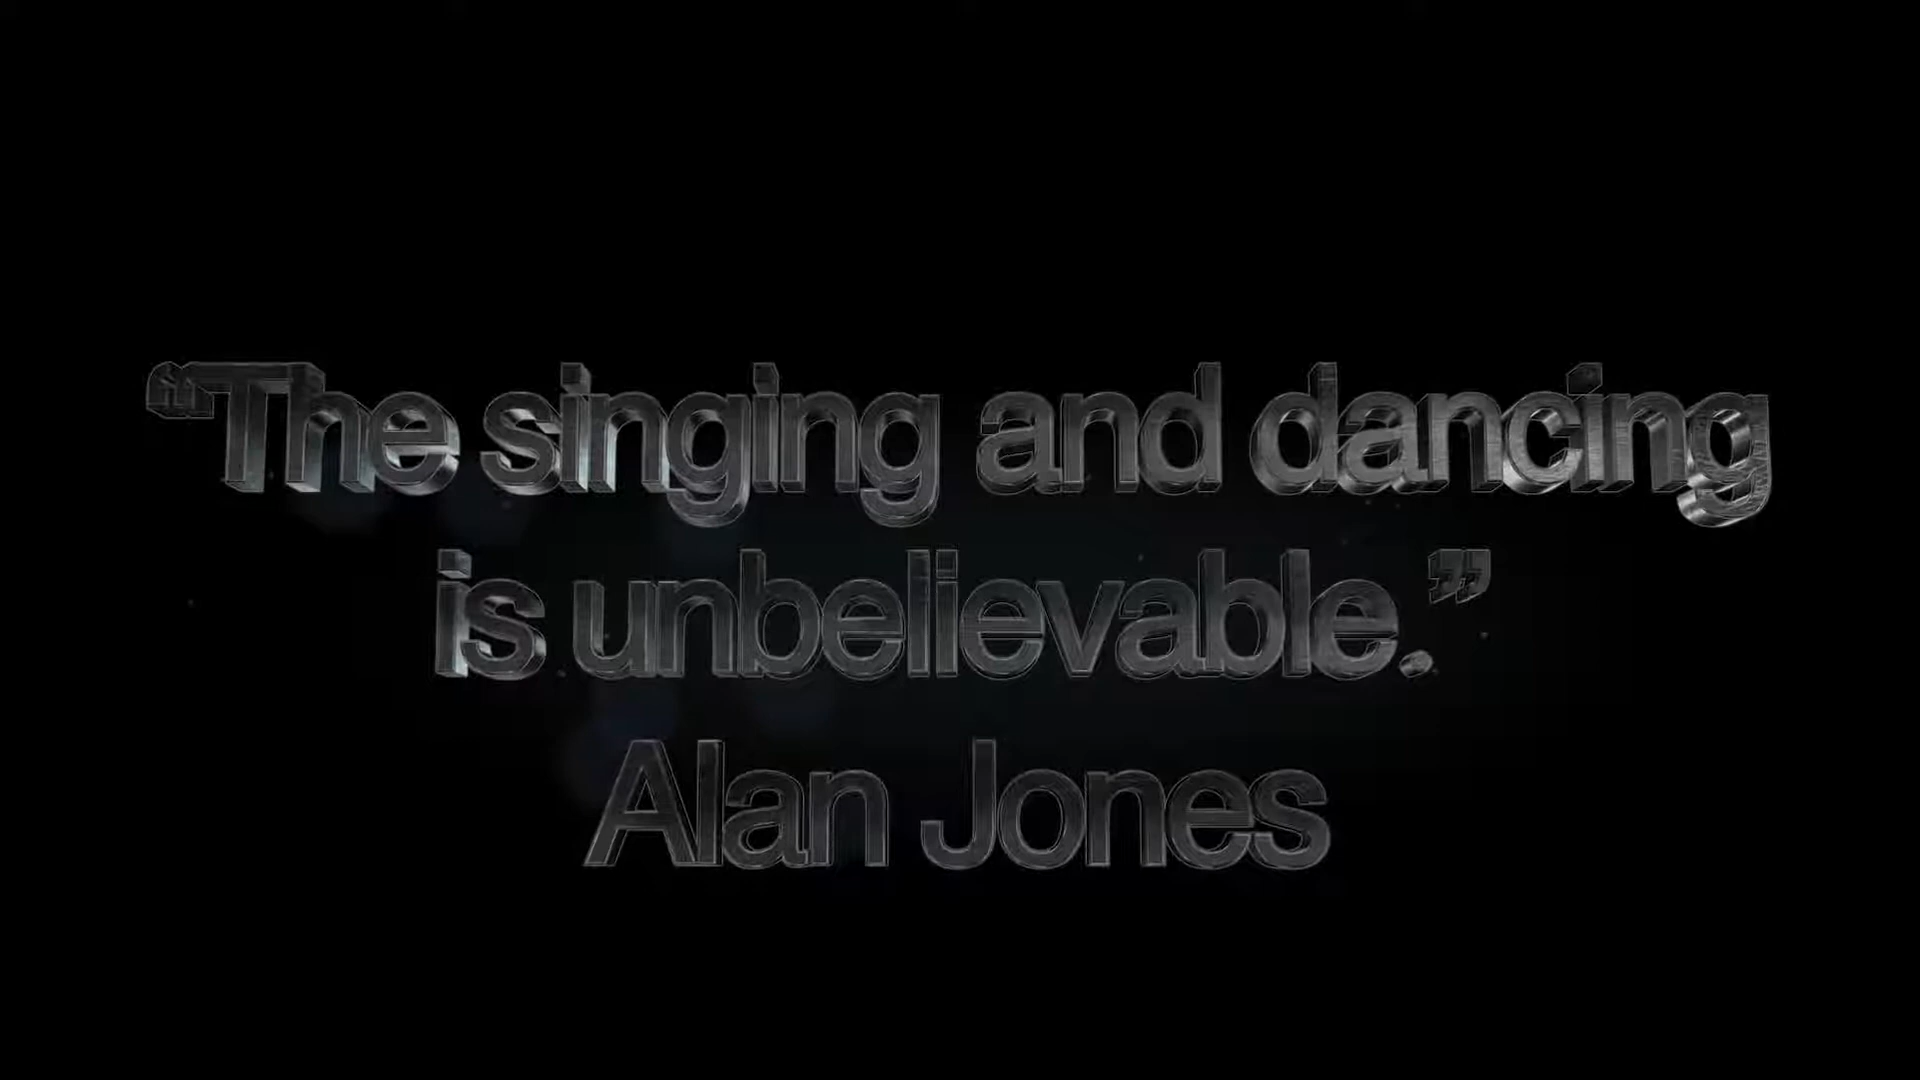 “The singing and dancing
is unbelievable.”
Alan Jones